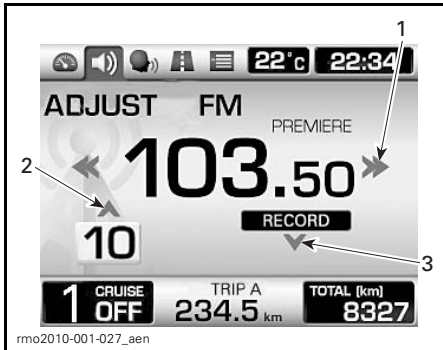 1
22°c 22:34
ADJUST FM
PREMIERE
2
103.50
RECORD
10
3
1 CRUISE OFF
TRIP A
234.5 km
TOTAL [km]
8327
rmo2010-001-027_aen